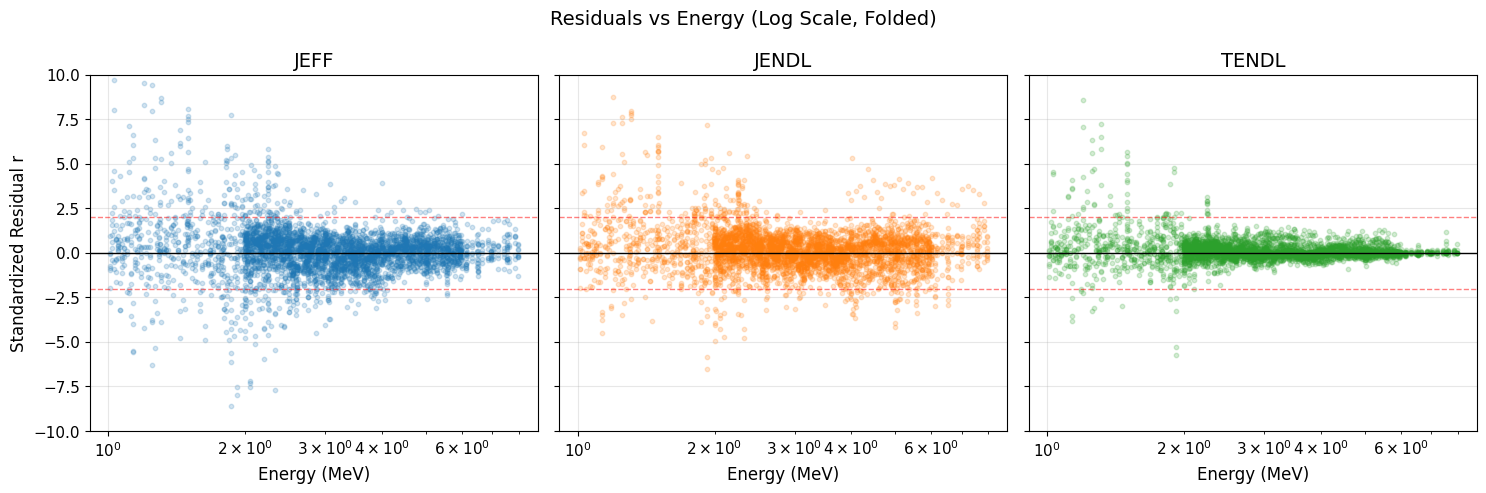 Residuals vs Energy (Log Scale, Folded)
JEFF
JENDL
TENDL
Standardized Residual r
10.0
7.5
5.0
2.5
0.0
−2.5
−5.0
−7.5
−10.0
10⁰ 2 × 10⁰ 3 × 10⁰ 4 × 10⁰ 6 × 10⁰
10⁰ 2 × 10⁰ 3 × 10⁰ 4 × 10⁰ 6 × 10⁰
10⁰ 2 × 10⁰ 3 × 10⁰ 4 × 10⁰ 6 × 10⁰
Energy (MeV)
Energy (MeV)
Energy (MeV)